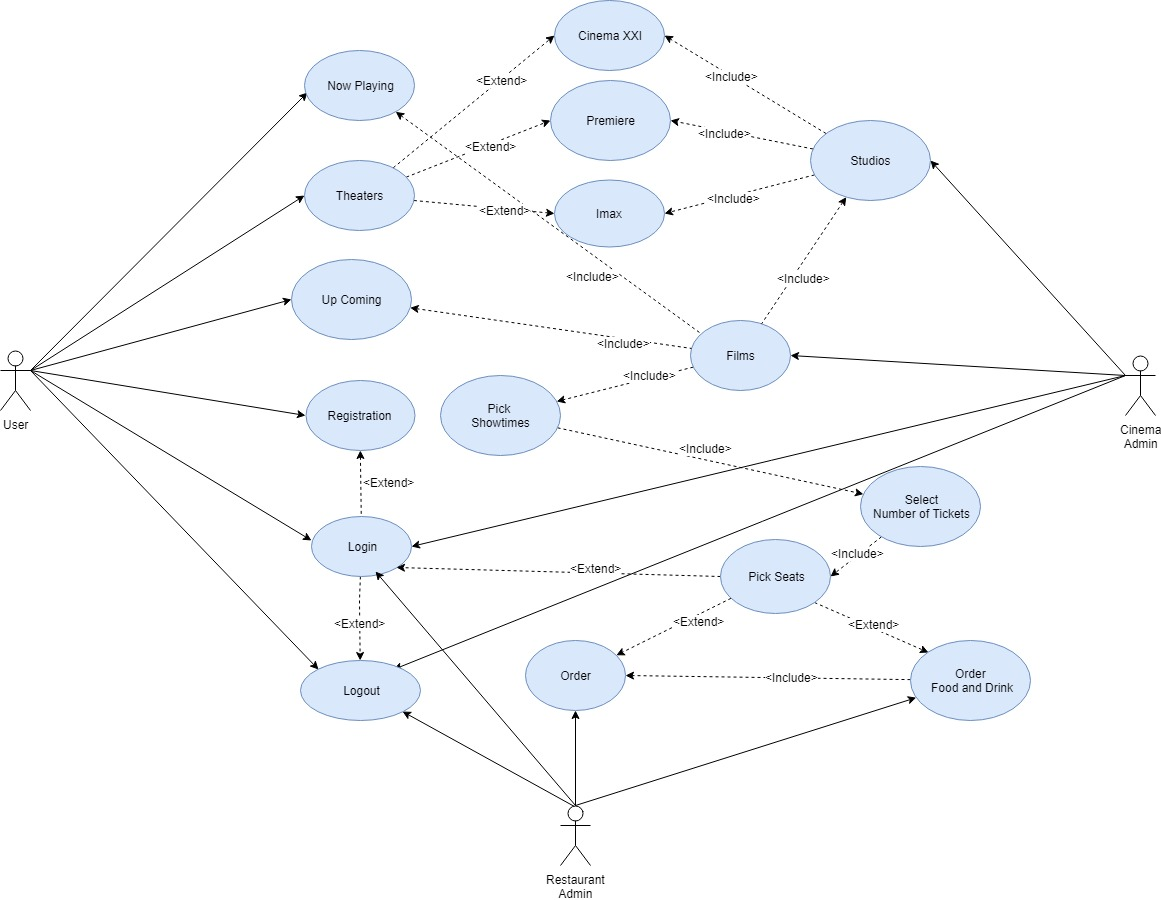 Cinema XXI
<Extend>
<Include>
Now Playing
Premiere
<Include>
<Extend>
Studios
Theaters
<Include>
<Extend>
Imax
<Include>
<Include>
Up Coming
<Include>
Films
<Include>
User
Pick
Showtimes
Registration
Cinema
Admin
<Include>
<Extend>
Select
Number of Tickets
Login
<Include>
<Extend>
Pick Seats
<Extend>
<Extend>
<Extend>
Order
<Include>
Order
Food and Drink
Logout
Restaurant
Admin